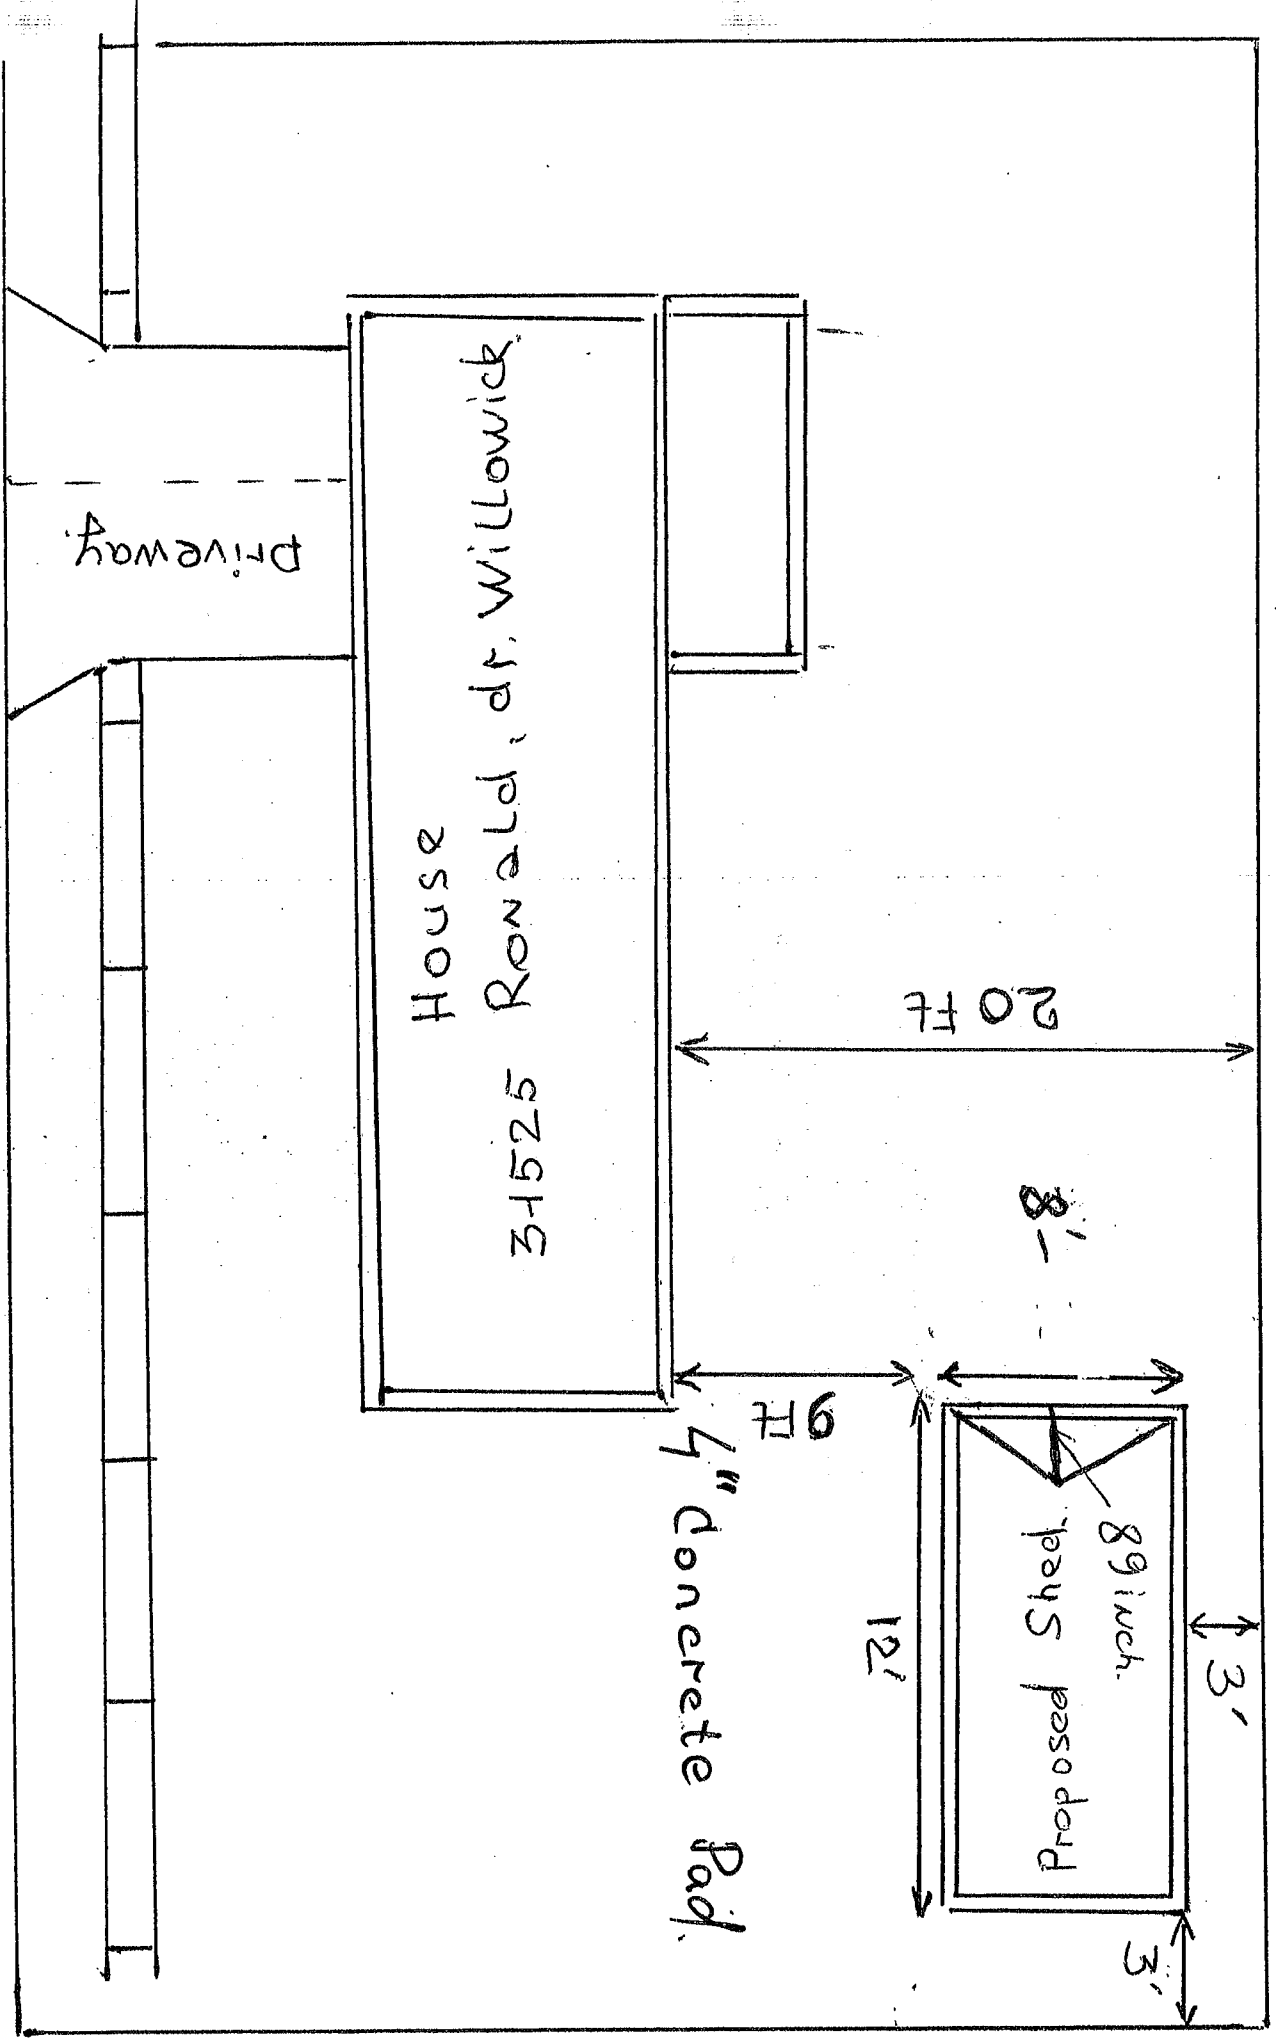 Driveway.
House
31525 Ronald. dr. Willowick.
20 Ft
8'-
9 Ft
89 inch.
Proposed Shed.
12'
3'
3'
4" Concrete Pad.